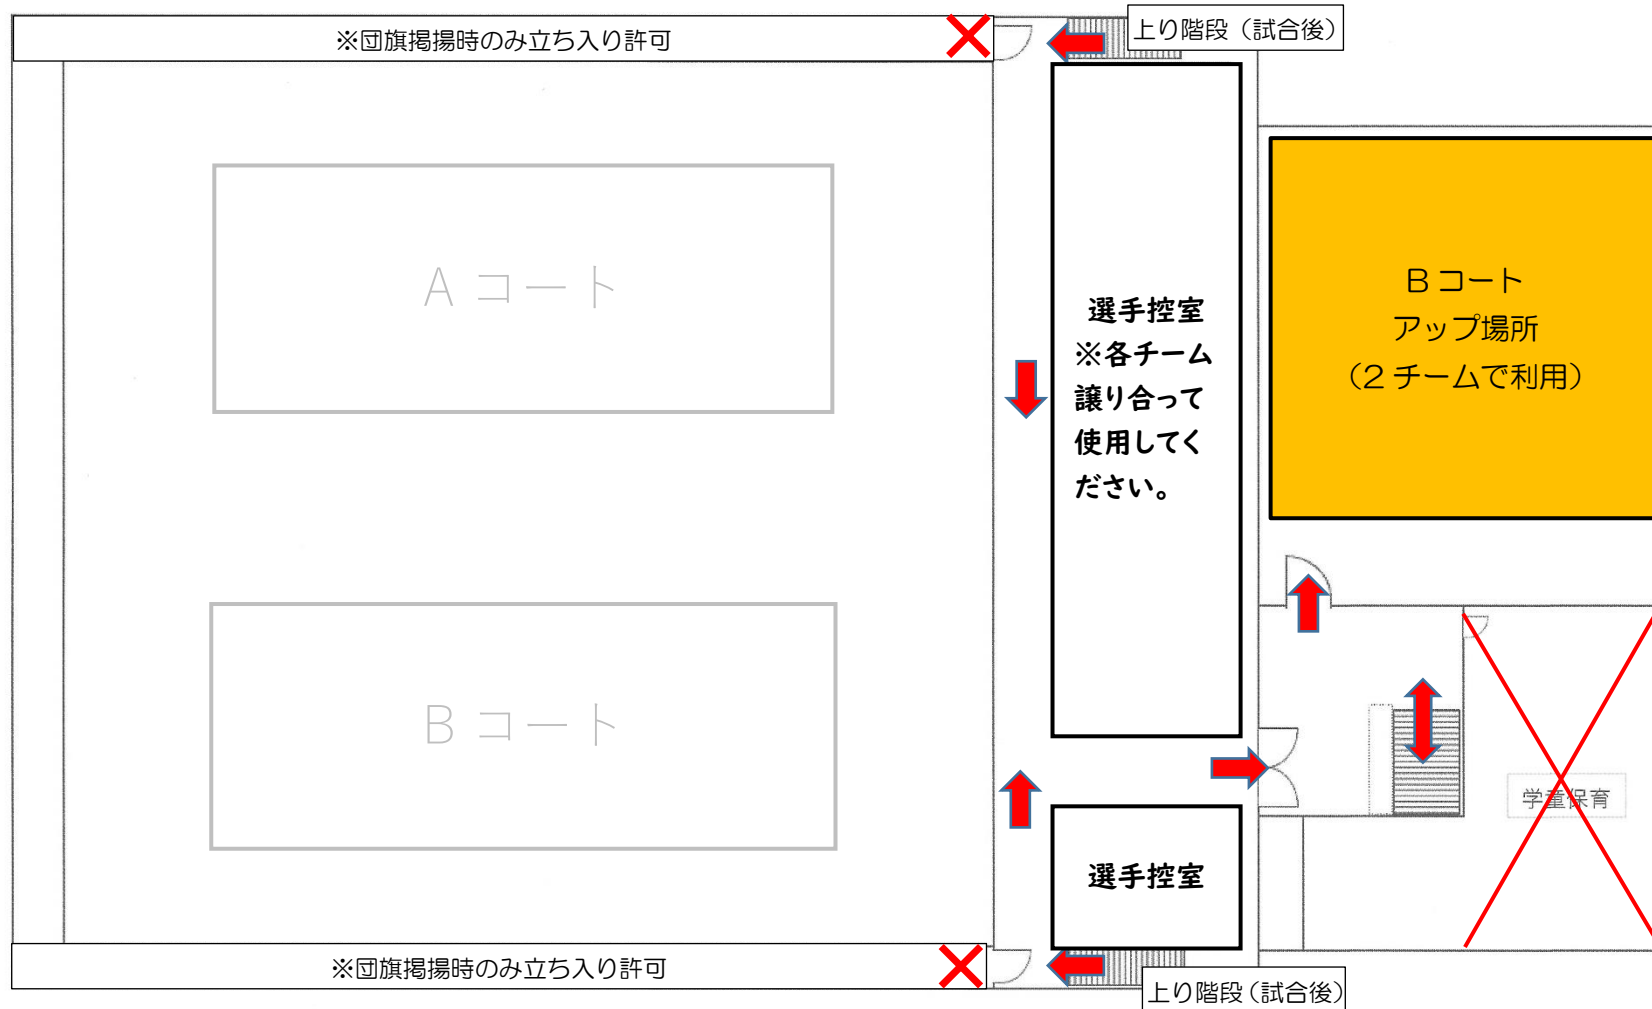 ※団旗掲揚時のみ立ち入り許可
上り階段（試合後）
Aコート
選手控室
※各チーム
譲り合って
使用してく
ださい。
Bコート
アップ場所
（2チームで利用）
Bコート
学童保育
選手控室
※団旗掲揚時のみ立ち入り許可
上り階段（試合後）